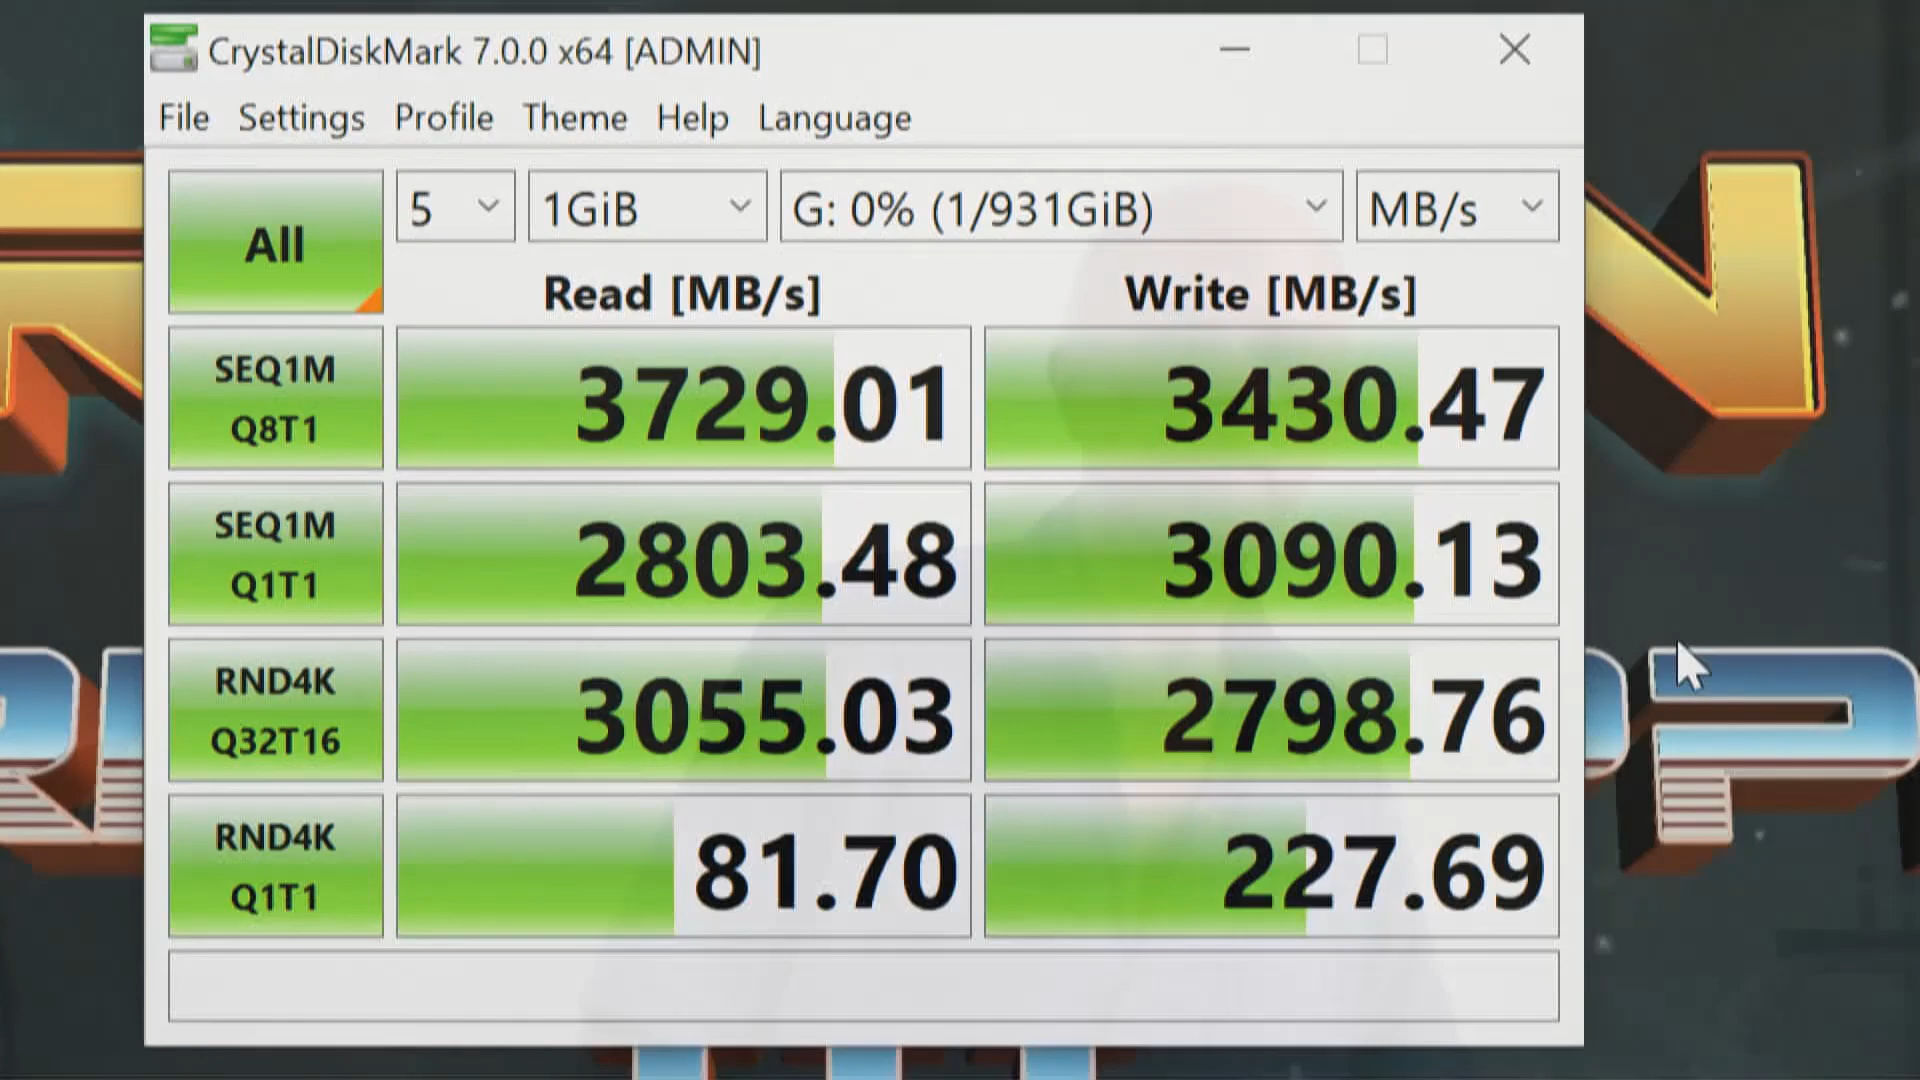 CrystalDiskMark 7.0.0 x64 [ADMIN]
File Settings Profile Theme Help Language
All
5
1GiB
G: 0% (1/931GiB)
MB/s
Read [MB/s]
Write [MB/s]
SEQ1M
Q8T1
3729.01
3430.47
SEQ1M
Q1T1
2803.48
3090.13
RND4K
Q32T16
3055.03
2798.76
RND4K
Q1T1
81.70
227.69